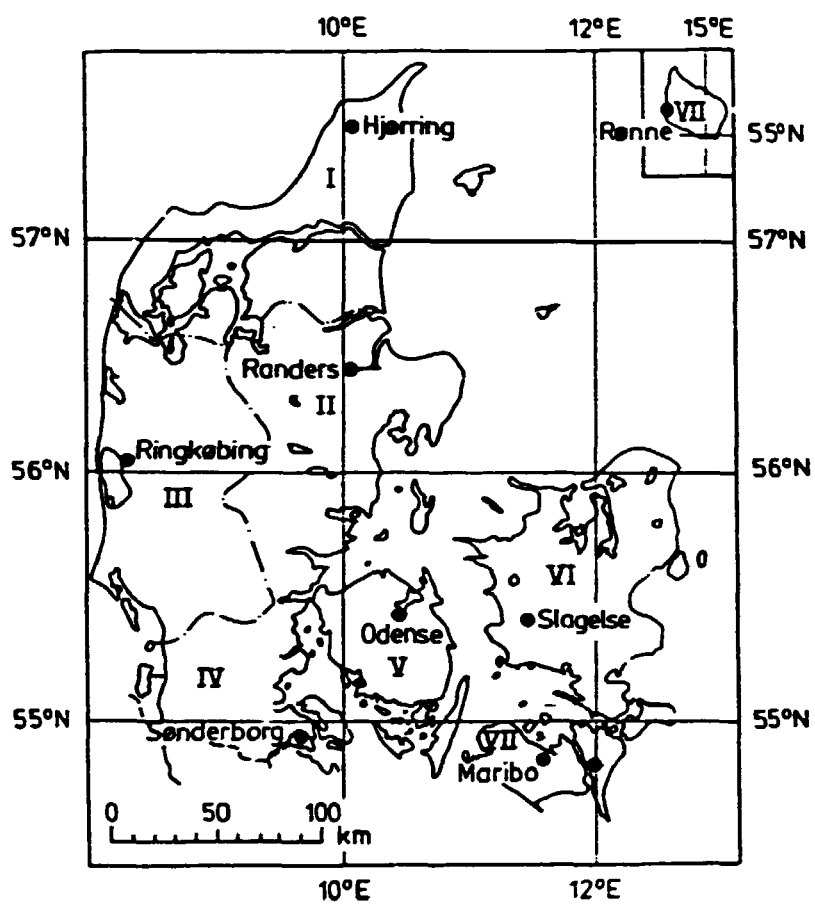 10°E 12°E 15°E
VII
Hjørring
Rønne 55°N
I
57°N 57°N
Randers
II
Ringkøbing
56°N 56°N
III
VI
Slagelse
Odense
V
IV
55°N 55°N
Sønderborg
VII
Maribo
0 50 100
km
10°E 12°E